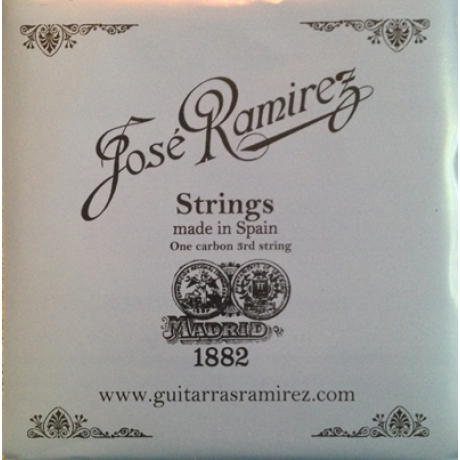 José Ramirez
Strings
made in Spain
One carbon 3rd string
MADRID
1882
www.guitarrasramirez.com